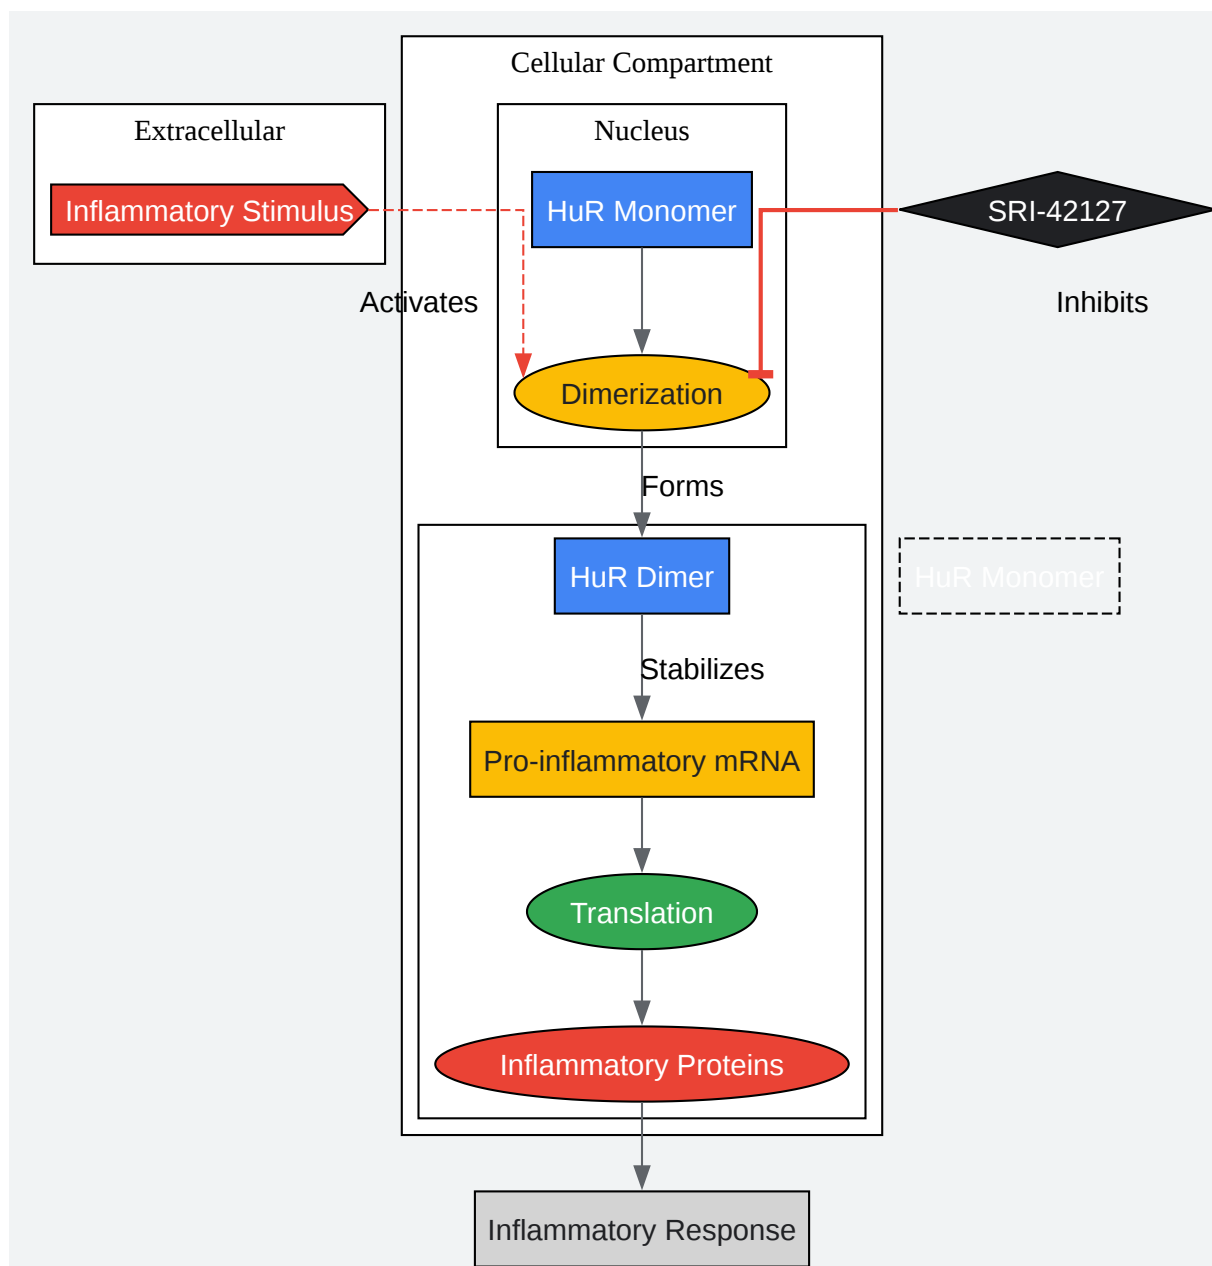 Cellular Compartment
Extracellular
Nucleus
Inflammatory Stimulus
HuR Monomer
SRI-42127
Activates
Inhibits
Dimerization
Forms
HuR Dimer
HuR Monomer
Stabilizes
Pro-inflammatory mRNA
Translation
Inflammatory Proteins
Inflammatory Response